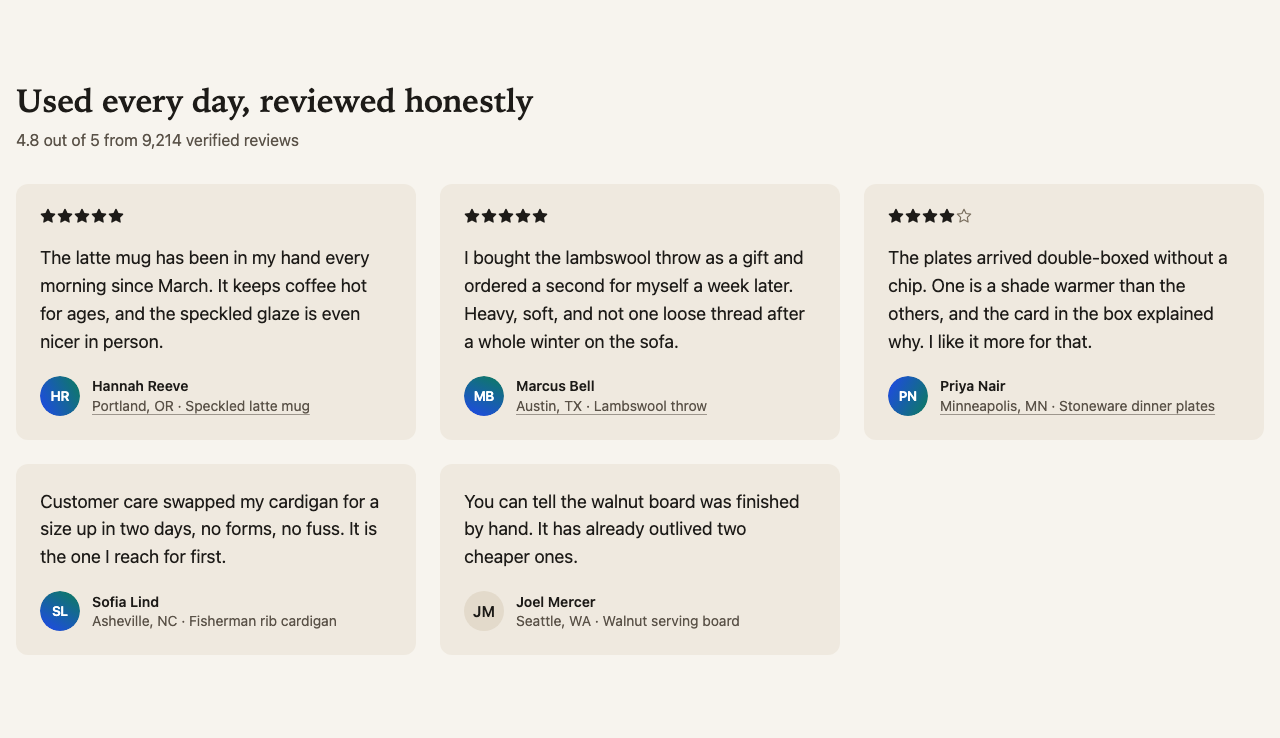 Used every day, reviewed honestly
4.8 out of 5 from 9,214 verified reviews
The latte mug has been in my hand every
morning since March. It keeps coffee hot
for ages, and the speckled glaze is even
nicer in person.
HR
Hannah Reeve
Portland, OR · Speckled latte mug
I bought the lambswool throw as a gift and
ordered a second for myself a week later.
Heavy, soft, and not one loose thread after
a whole winter on the sofa.
MB
Marcus Bell
Austin, TX · Lambswool throw
The plates arrived double-boxed without a
chip. One is a shade warmer than the
others, and the card in the box explained
why. I like it more for that.
PN
Priya Nair
Minneapolis, MN · Stoneware dinner plates
Customer care swapped my cardigan for a
size up in two days, no forms, no fuss. It is
the one I reach for first.
SL
Sofia Lind
Asheville, NC · Fisherman rib cardigan
You can tell the walnut board was finished
by hand. It has already outlived two
cheaper ones.
JM
Joel Mercer
Seattle, WA · Walnut serving board